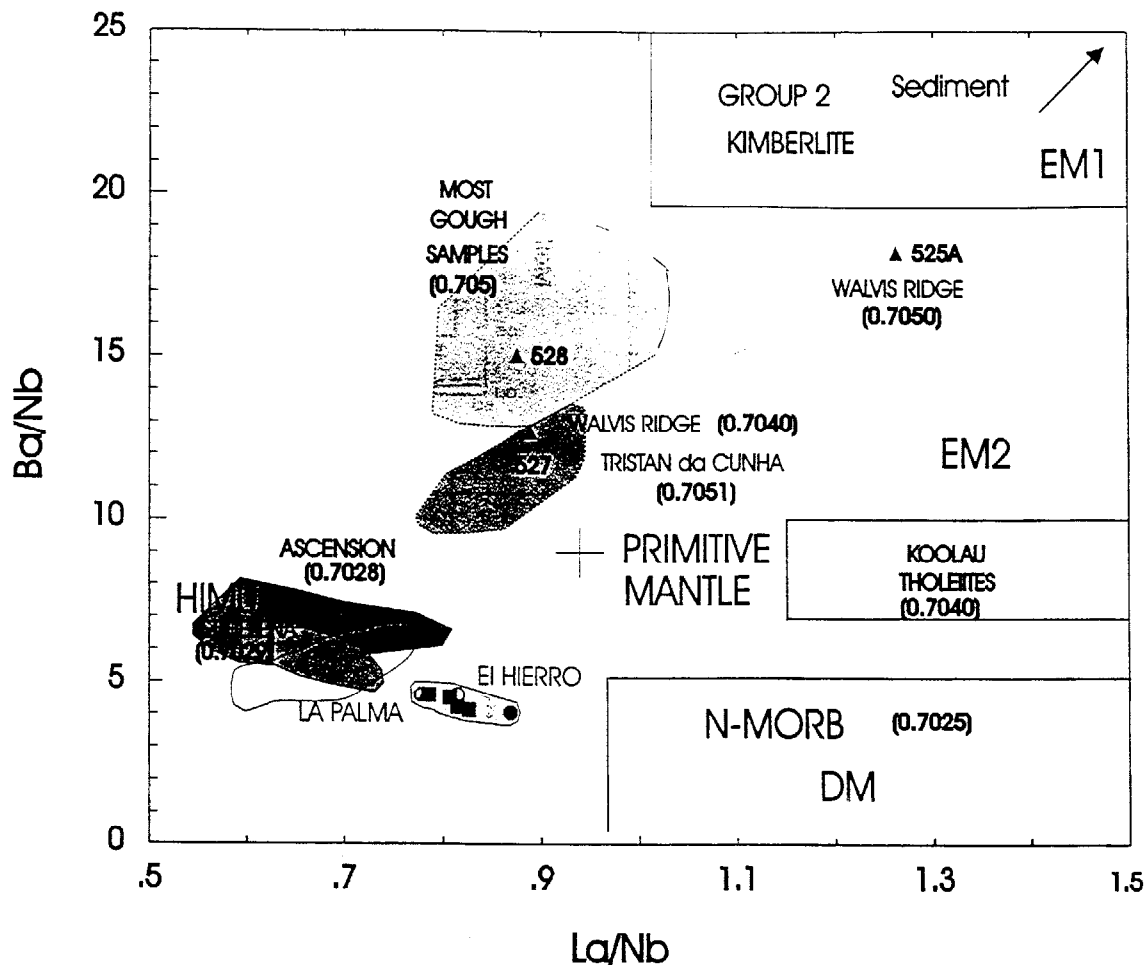 25
20
15
10
5
0
Ba/Nb
GROUP 2
KIMBERLITE
Sediment
EM1
MOST
GOUGH
SAMPLES
(0.705)
525A
WALVIS RIDGE
(0.7050)
528
WALVIS RIDGE (0.7040)
527
TRISTAN da CUNHA
(0.7051)
EM2
ASCENSION
(0.7028)
PRIMITIVE
MANTLE
KOOLAU
THOLEIITES
(0.7040)
HIMU
(0.7029)
LA PALMA
El HIERRO
N-MORB (0.7025)
DM
.5
.7
.9
1.1
1.3
1.5
La/Nb